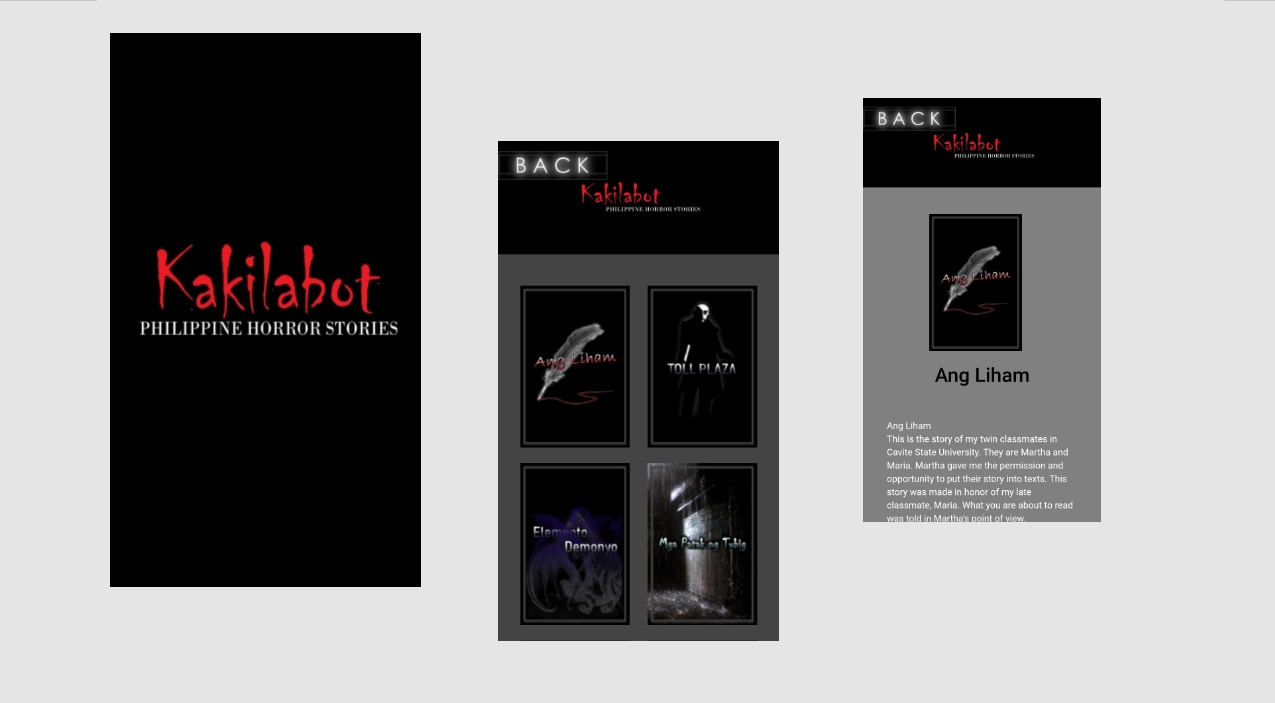 Kakilabot
PHILIPPINE HORROR STORIES
BACK
Kakilabot
PHILIPPINE HORROR STORIES
Ang Liham
TOLL PLAZA
Elemento
Demonyo
Mga Patak ng Tubig
BACK
Kakilabot
PHILIPPINE HORROR STORIES
Ang Liham
Ang Liham
Ang Liham
This is the story of my twin classmates in
Cavite State University. They are Martha and
Maria. Martha gave me the permission and
opportunity to put their story into texts. This
story was made in honor of my late
classmate, Maria. What you are about to read
was told in Martha's point of view.